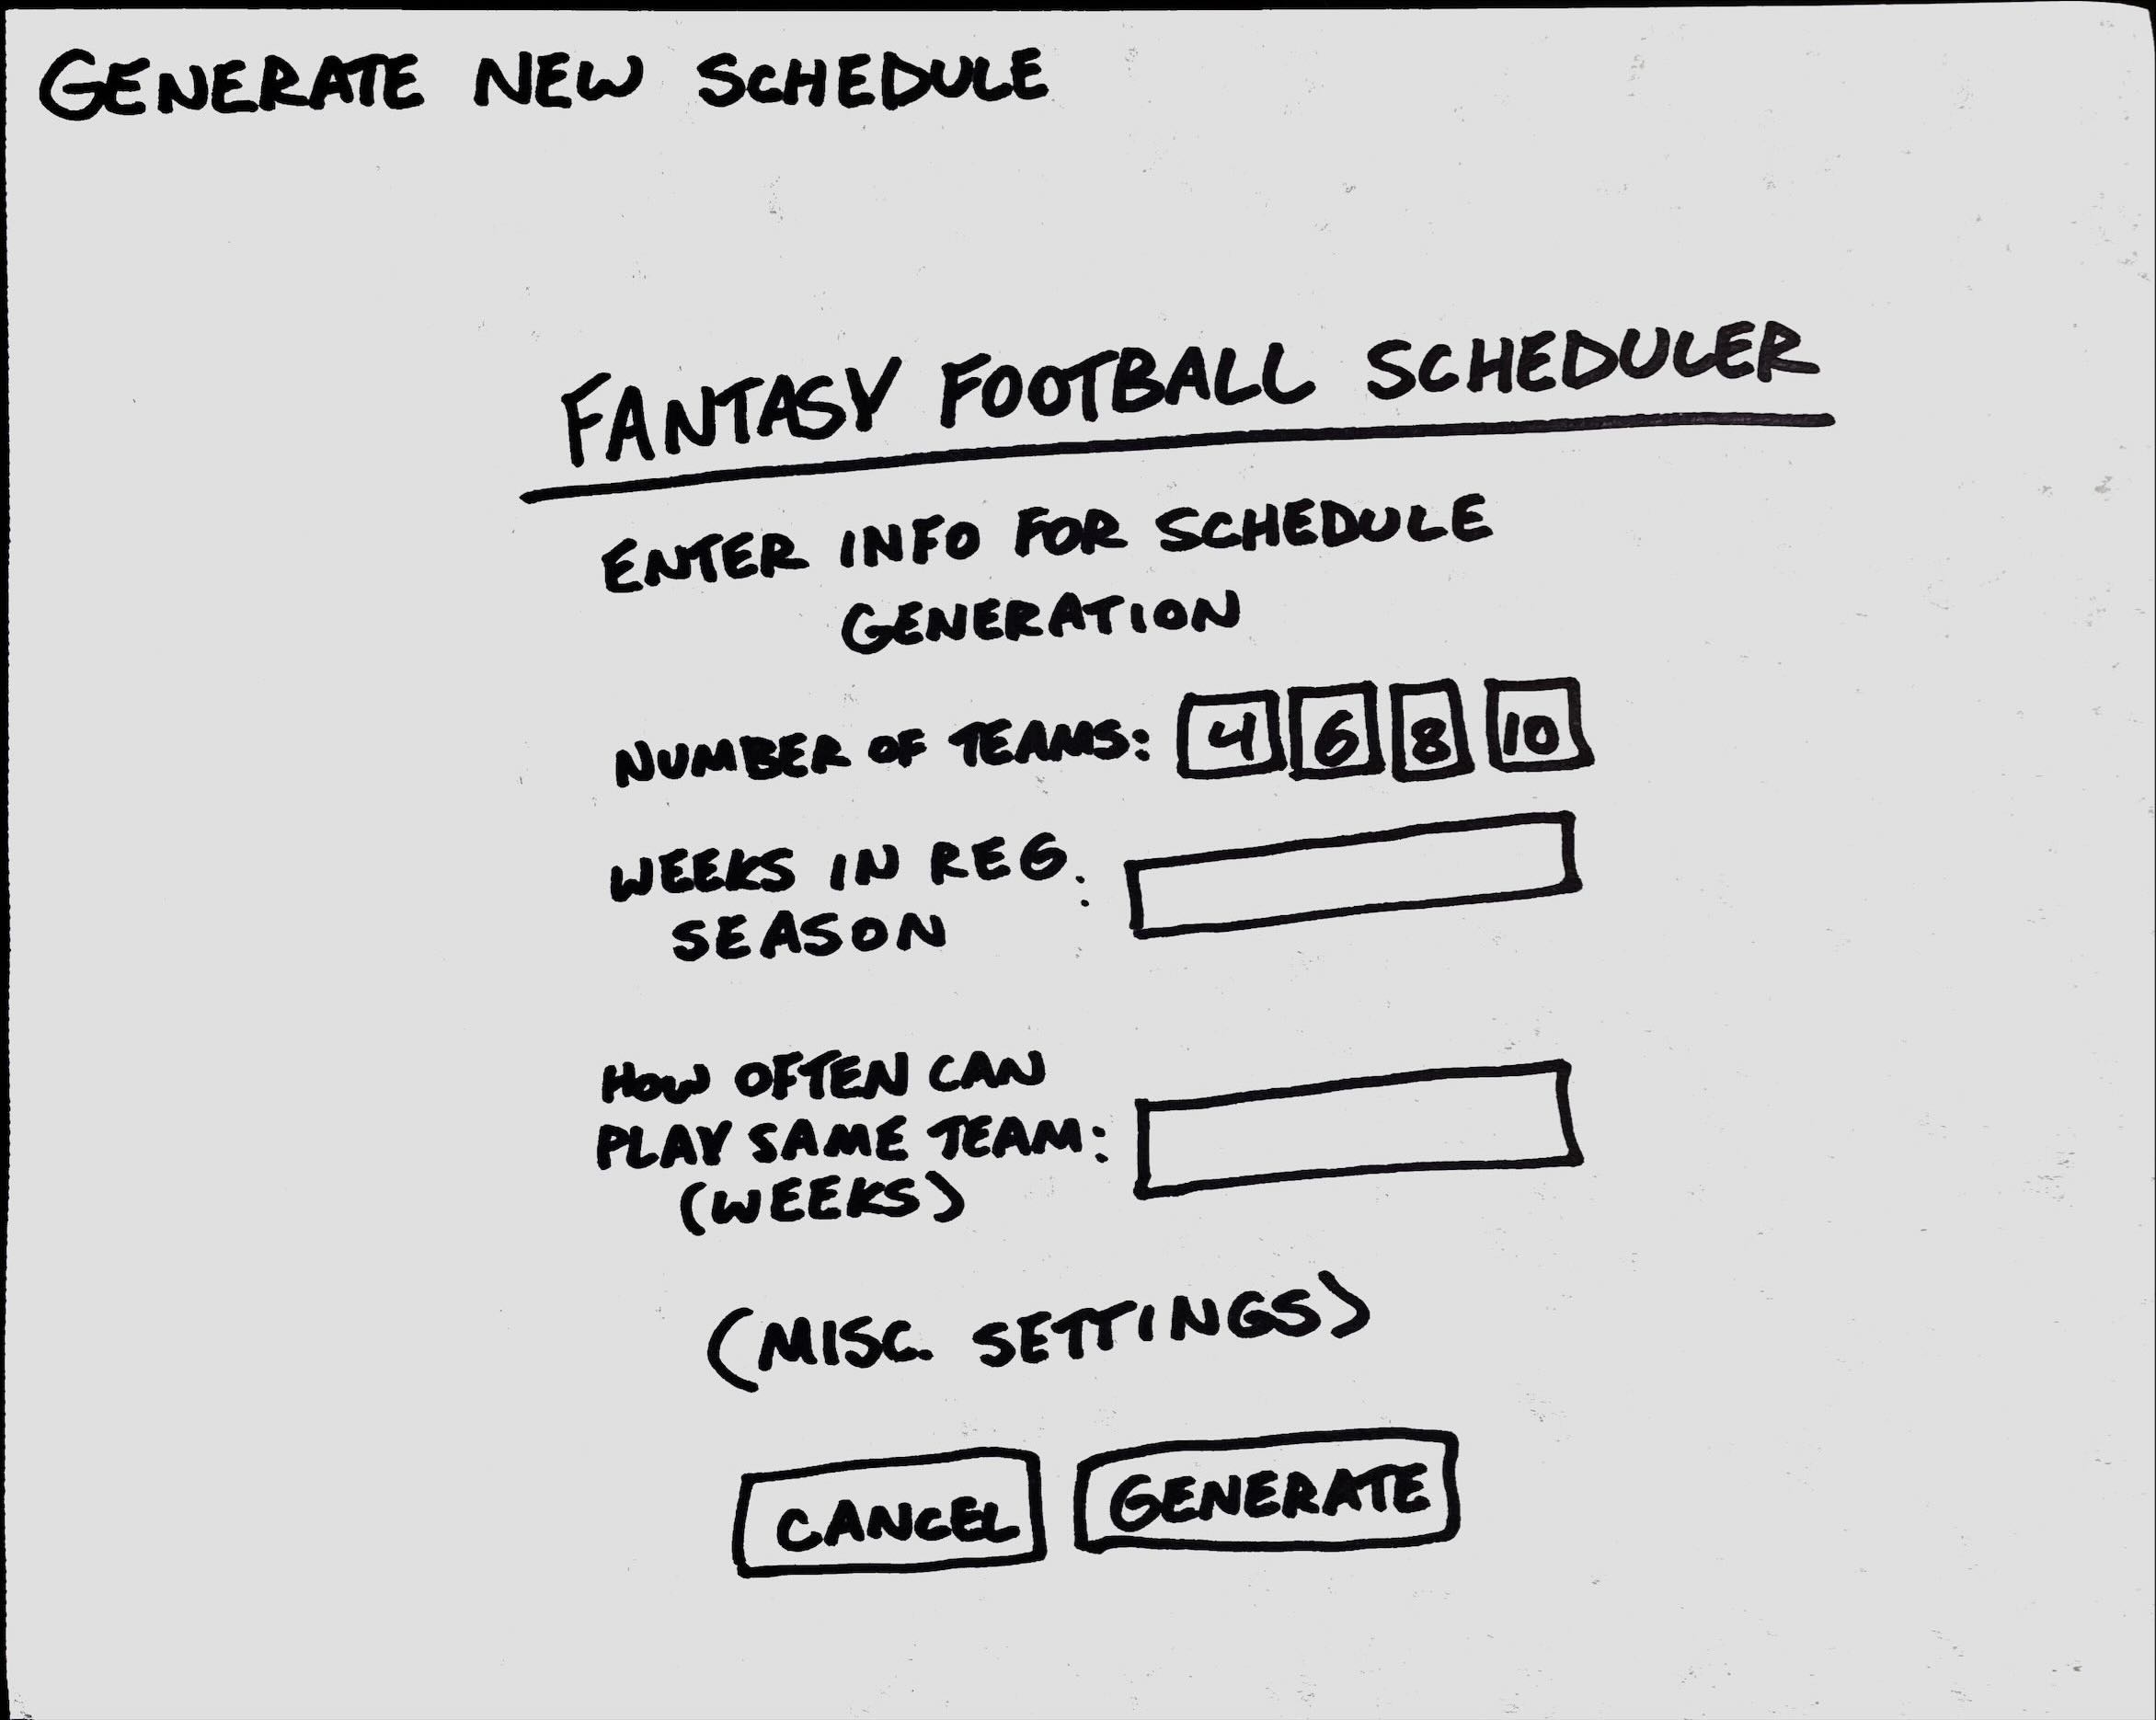 GENERATE NEW SCHEDULE
FANTASY FOOTBALL SCHEDULER
ENTER INFO FOR SCHEDULE
GENERATION
NUMBER OF TEAMS: 4 6 8 10
WEEKS IN REG. :
SEASON
HOW OFTEN CAN
PLAY SAME TEAM:
(WEEKS)
(MISC. SETTINGS)
CANCEL GENERATE